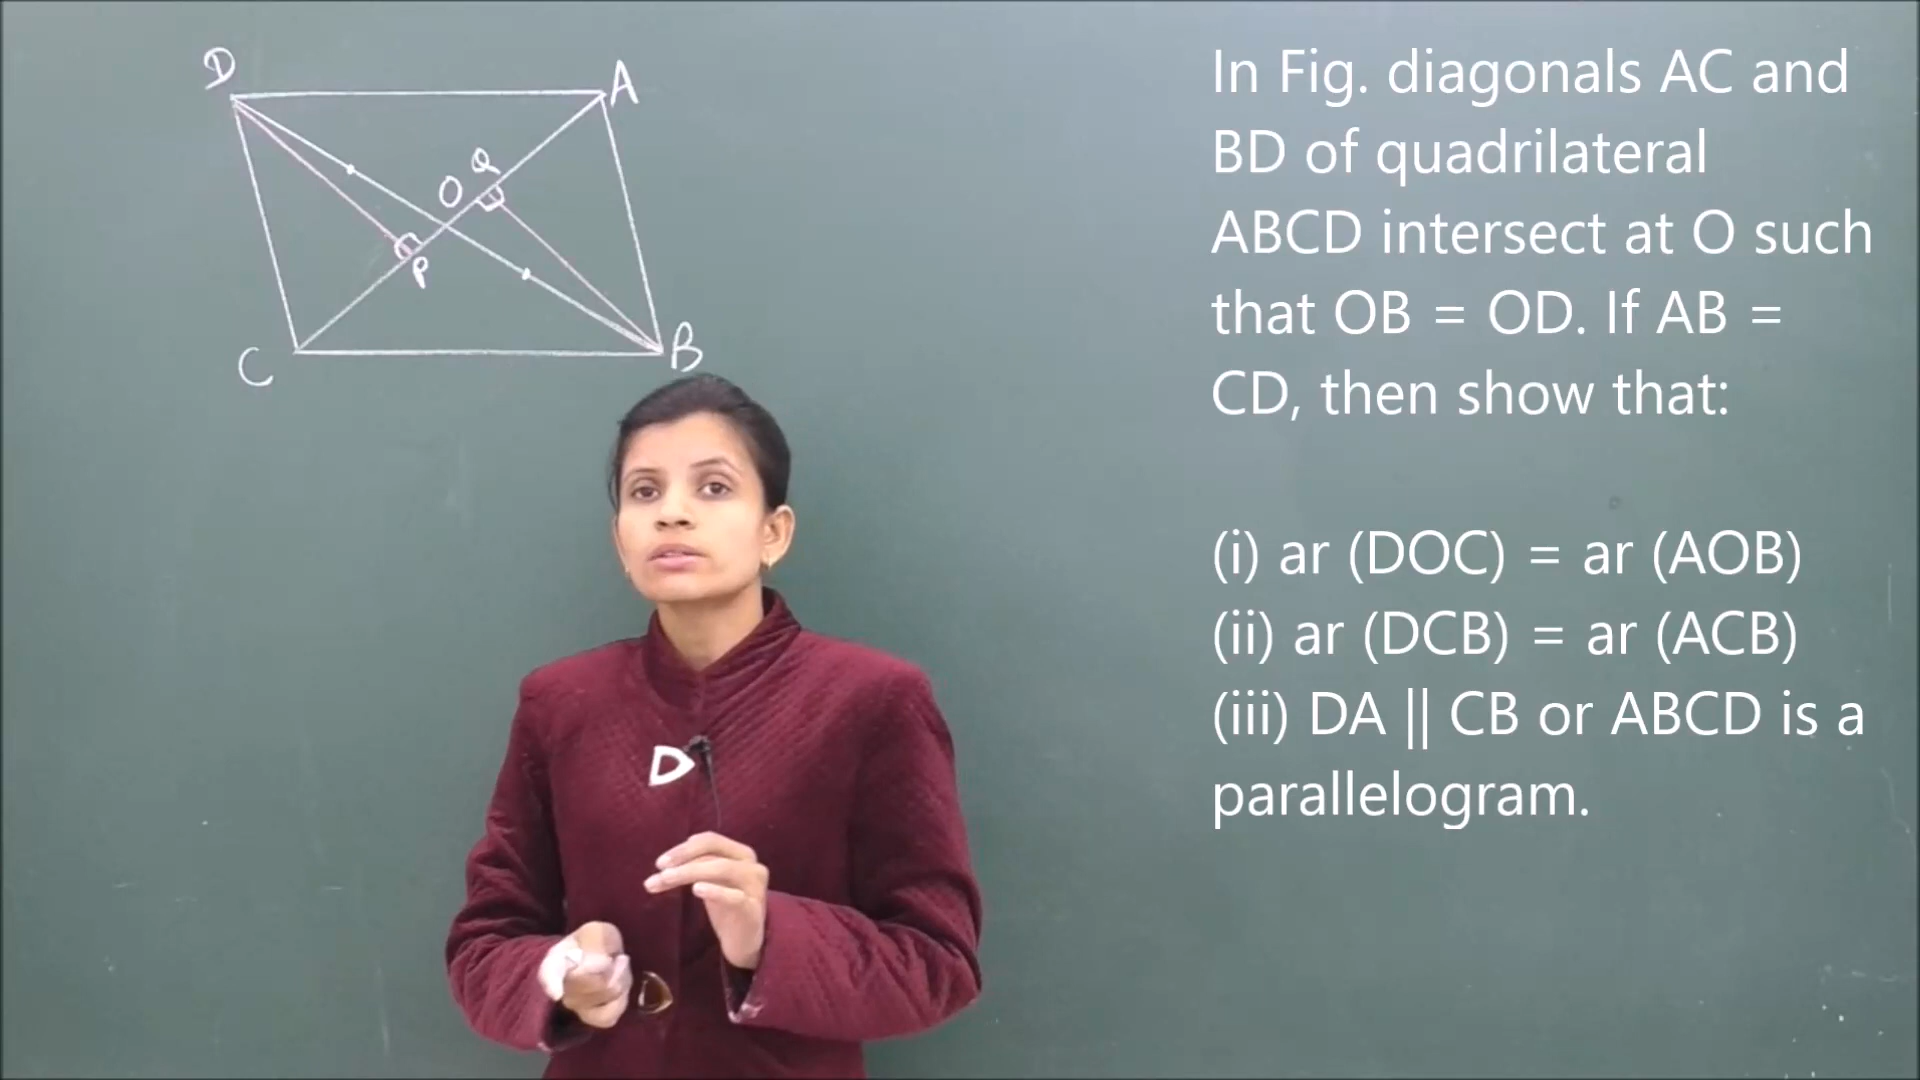 D
A
O
Q
P
C
B
In Fig. diagonals AC and
BD of quadrilateral
ABCD intersect at O such
that OB = OD. If AB =
CD, then show that:
(i) ar (DOC) = ar (AOB)
(ii) ar (DCB) = ar (ACB)
(iii) DA || CB or ABCD is a
parallelogram.